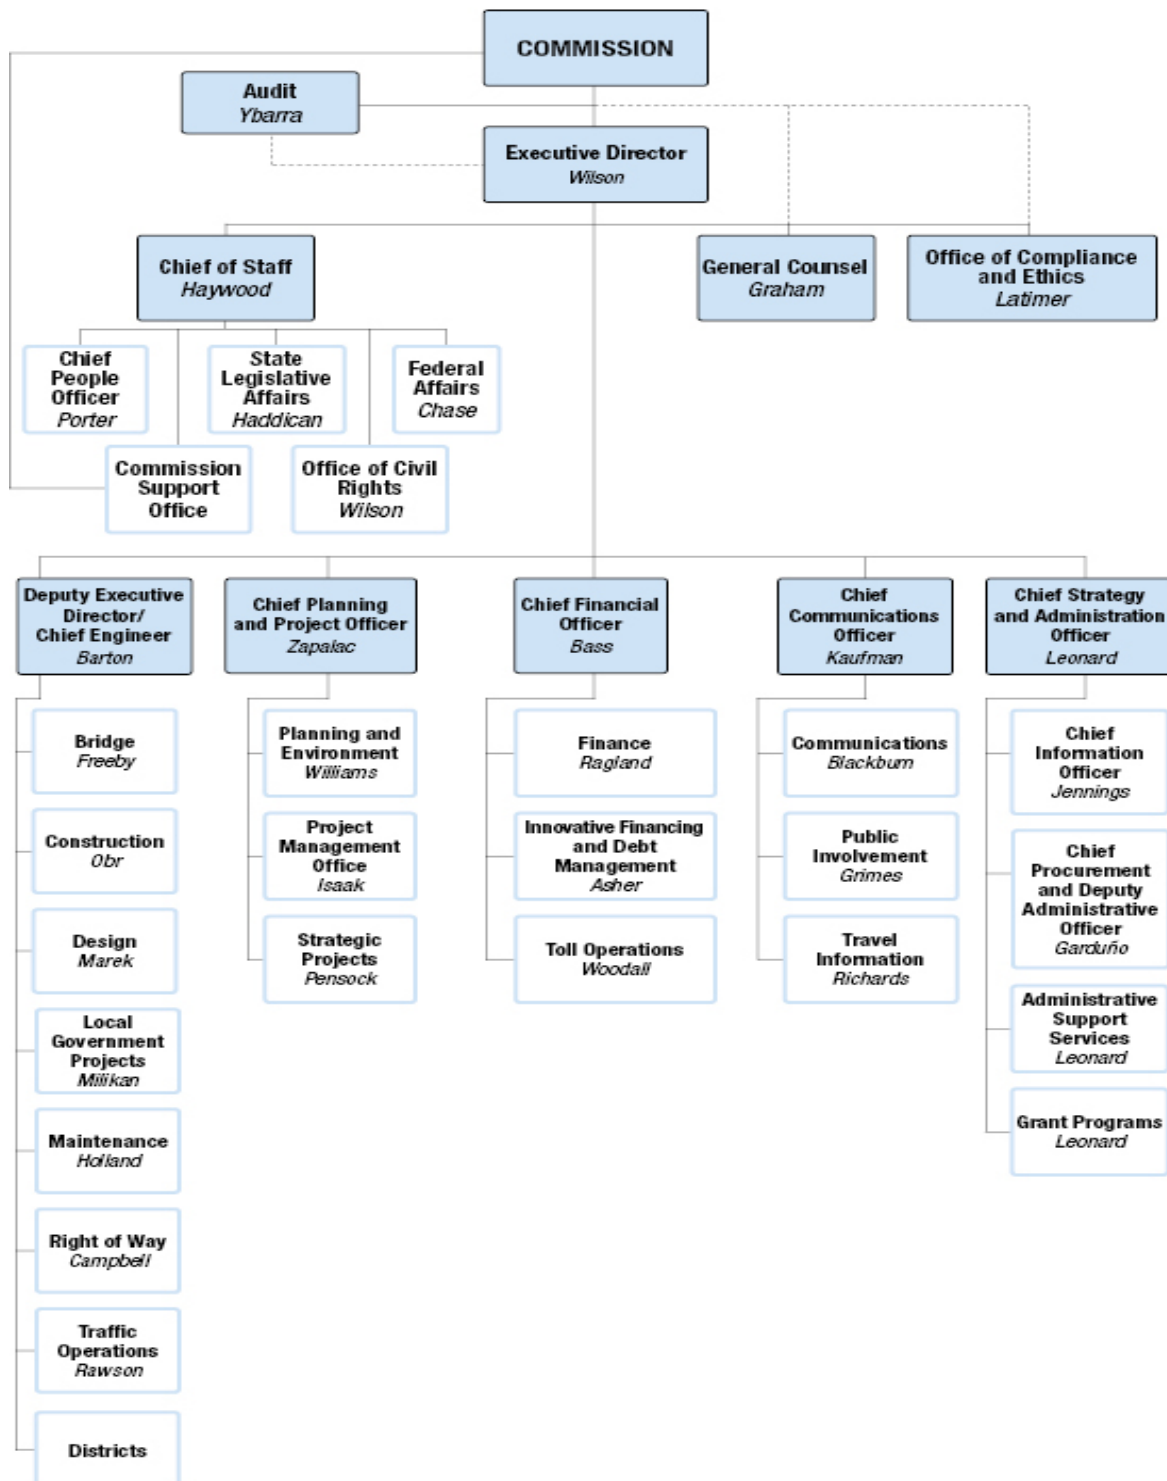 COMMISSION
Audit
Ybarra
Executive Director
Wilson
Chief of Staff
Haywood
General Counsel
Graham
Office of Compliance
and Ethics
Latimer
Chief
People
Officer
Porter
State
Legislative
Affairs
Haddican
Federal
Affairs
Chase
Commission
Support
Office
Office of Civil
Rights
Wilson
Deputy Executive
Director/
Chief Engineer
Barton
Chief Planning
and Project Officer
Zapalac
Chief Financial
Officer
Bass
Chief
Communications
Officer
Kaufman
Chief Strategy
and Administration
Officer
Leonard
Bridge
Freeby
Construction
Obr
Design
Marek
Local
Government
Projects
Millikan
Maintenance
Holland
Right of Way
Campbell
Traffic
Operations
Rawson
Districts
Planning and
Environment
Williams
Project
Management
Office
Isaak
Strategic
Projects
Pensock
Finance
Ragland
Innovative Financing
and Debt
Management
Asher
Toll Operations
Woodall
Communications
Blackburn
Public
Involvement
Grimes
Travel
Information
Richards
Chief
Information
Officer
Jennings
Chief
Procurement
and Deputy
Administrative
Officer
Garduño
Administrative
Support
Services
Leonard
Grant Programs
Leonard